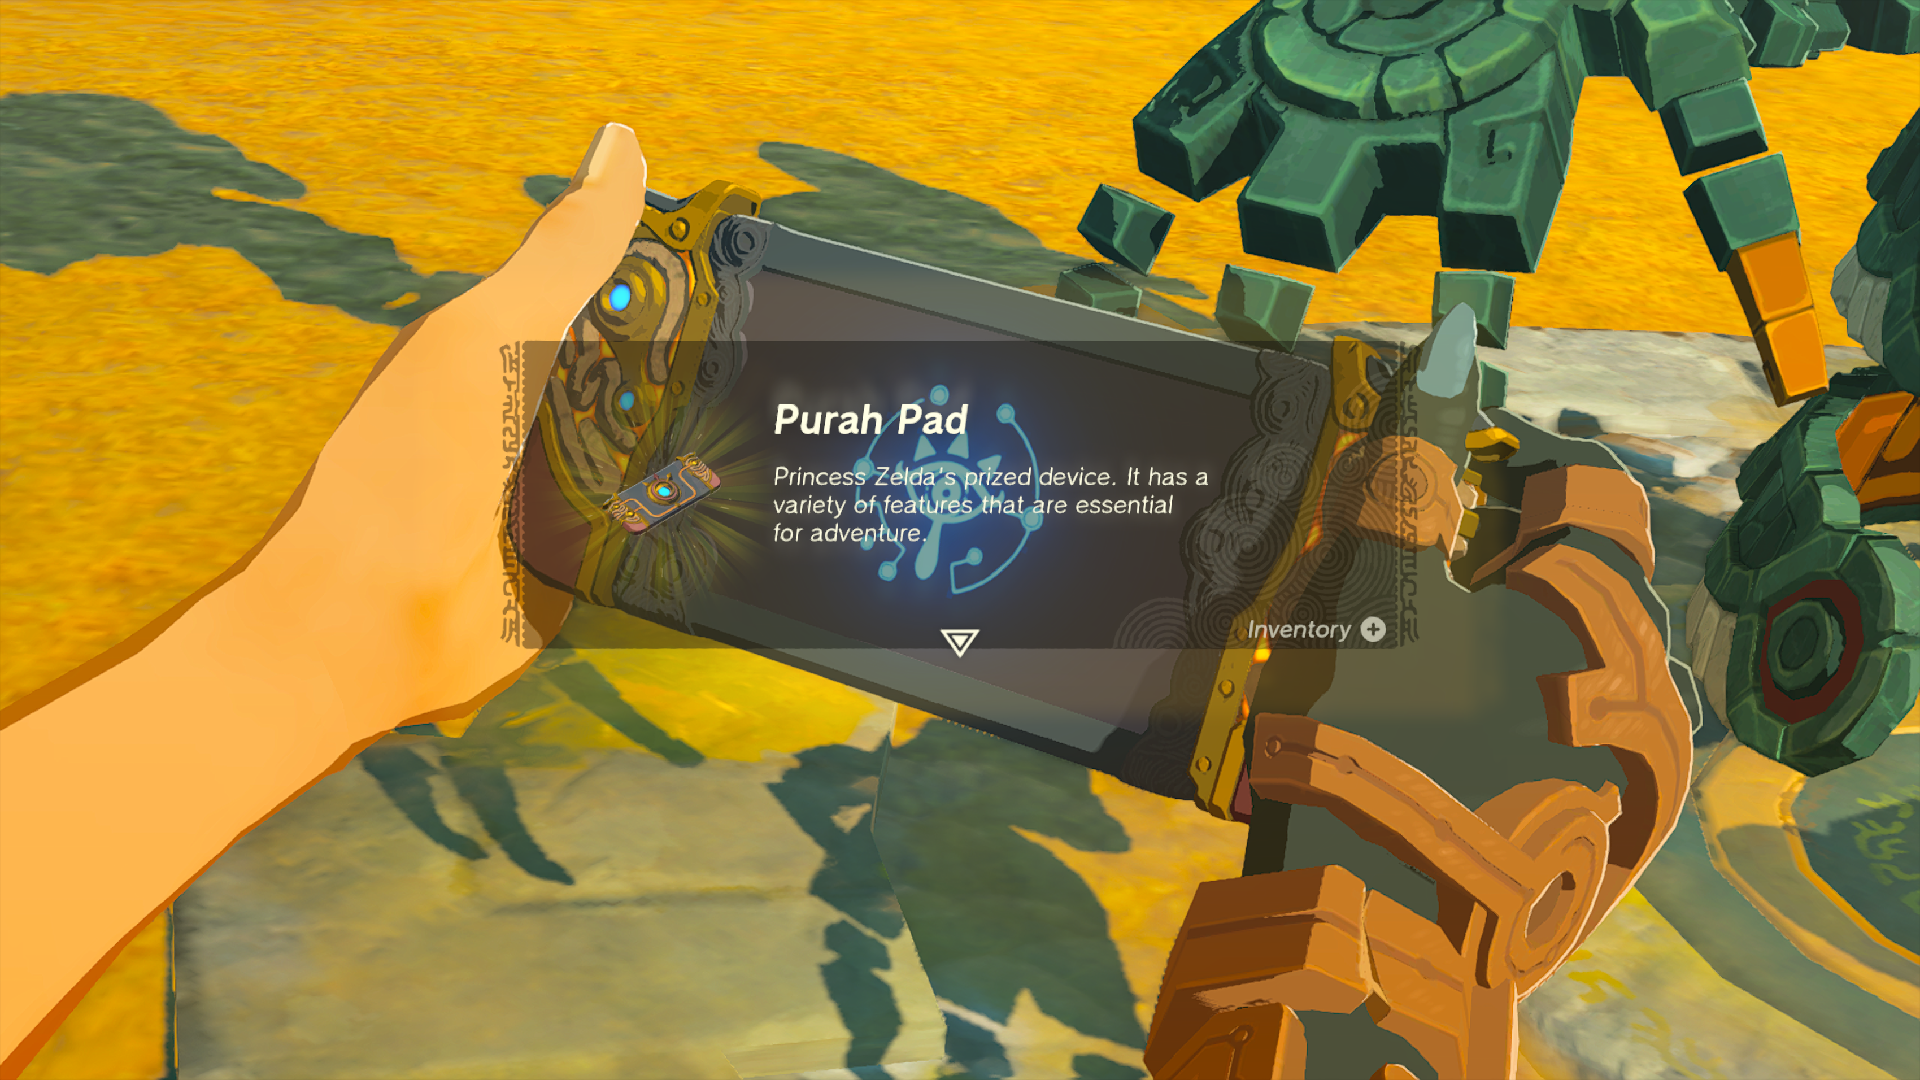 Purah Pad
Princess Zelda's prized device. It has a
variety of features that are essential
for adventure.
Inventory